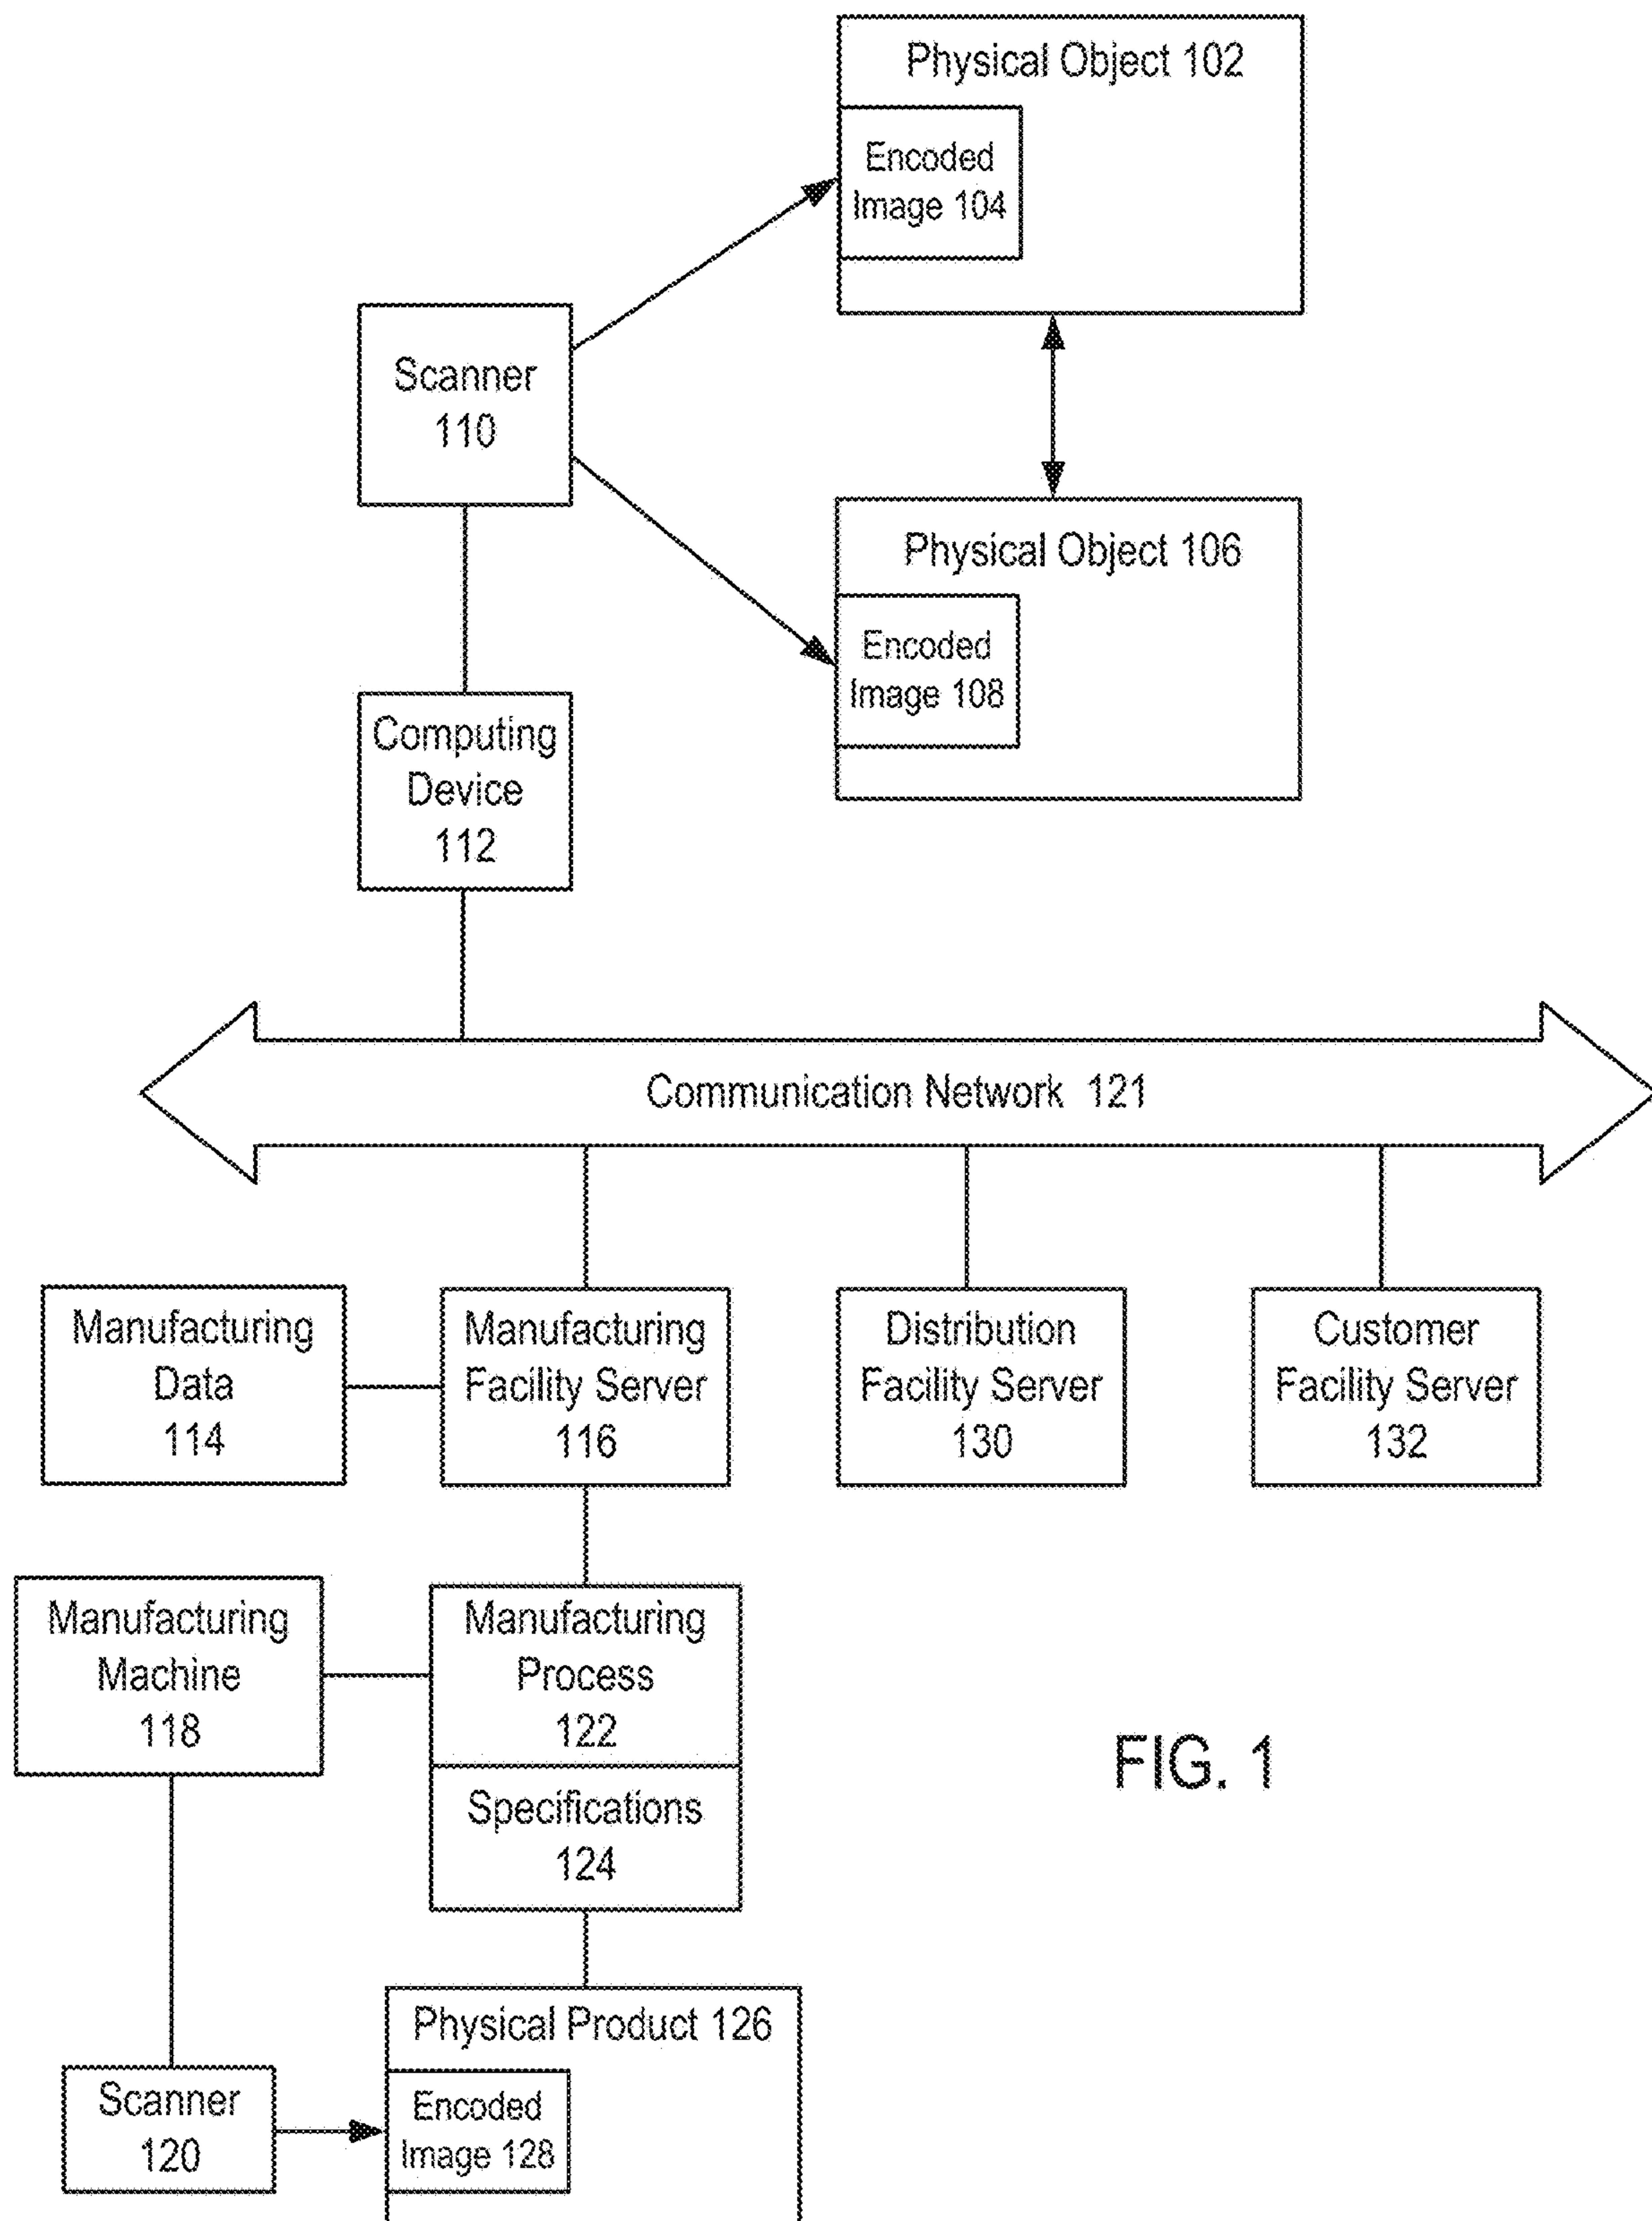 Physical Object 102
Encoded
Image 104
Scanner
110
Physical Object 106
Encoded
Image 108
Computing
Device
112
Communication Network 121
Manufacturing
Data
114
Manufacturing
Facility Server
116
Distribution
Facility Server
130
Customer
Facility Server
132
Manufacturing
Machine
118
Manufacturing
Process
122
Specifications
124
FIG. 1
Physical Product 126
Encoded
Image 128
Scanner
120